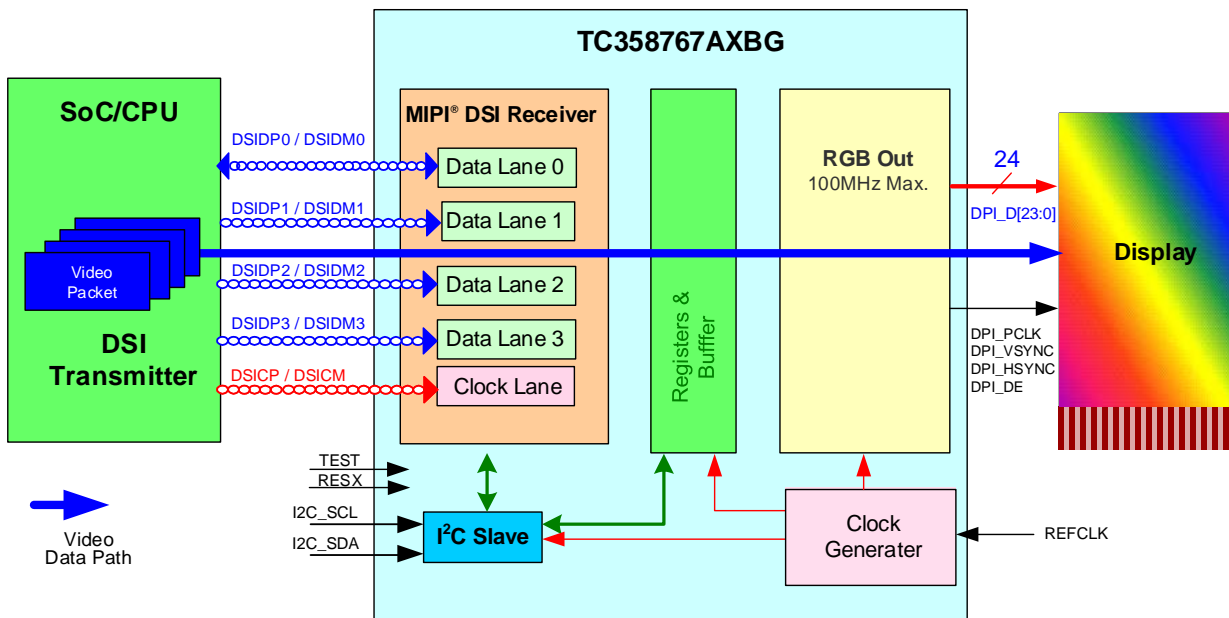 TC358767AXBG
SoC/CPU
DSI
Transmitter
Video
Packet
DSIDP0 / DSIDM0
DSIDP1 / DSIDM1
DSIDP2 / DSIDM2
DSIDP3 / DSIDM3
DSICP / DSICM
MIPI® DSI Receiver
Data Lane 0
Data Lane 1
Data Lane 2
Data Lane 3
Clock Lane
Registers &
Bufffer
RGB Out
100MHz Max.
24
DPI_D[23:0]
DPI_PCLK
DPI_VSYNC
DPI_HSYNC
DPI_DE
Display
TEST
RESX
I2C_SCL
I2C_SDA
I²C Slave
Clock
Generater
REFCLK
Video
Data Path